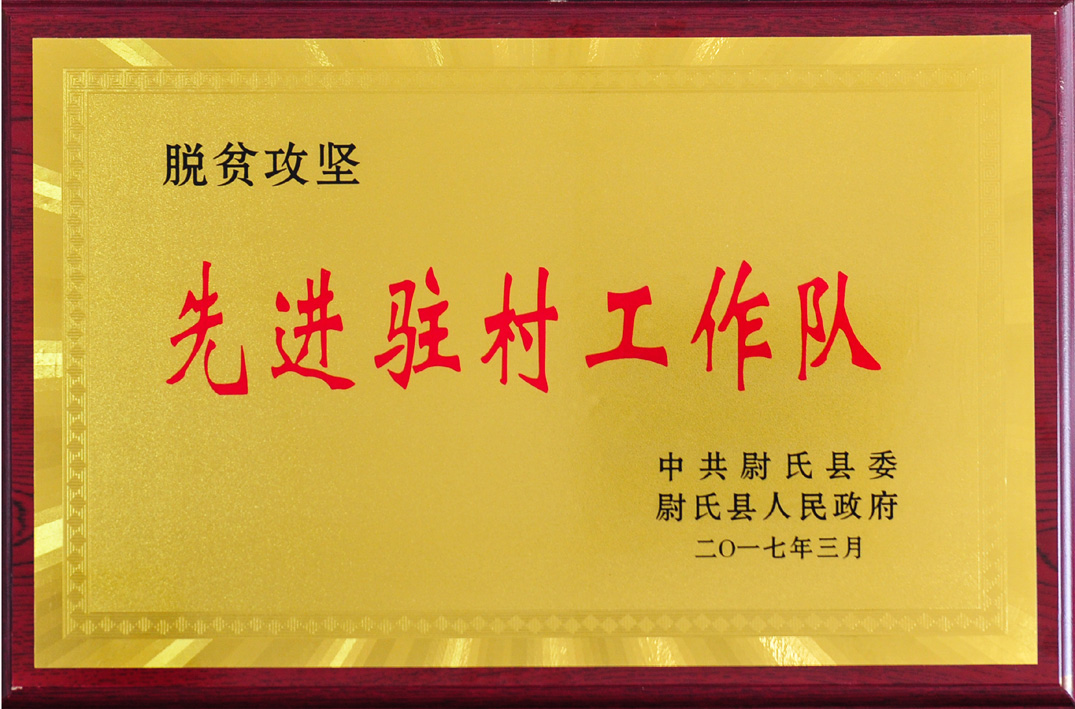 脱贫攻坚
先进驻村工作队
中共尉氏县委
尉氏县人民政府
二〇一七年三月